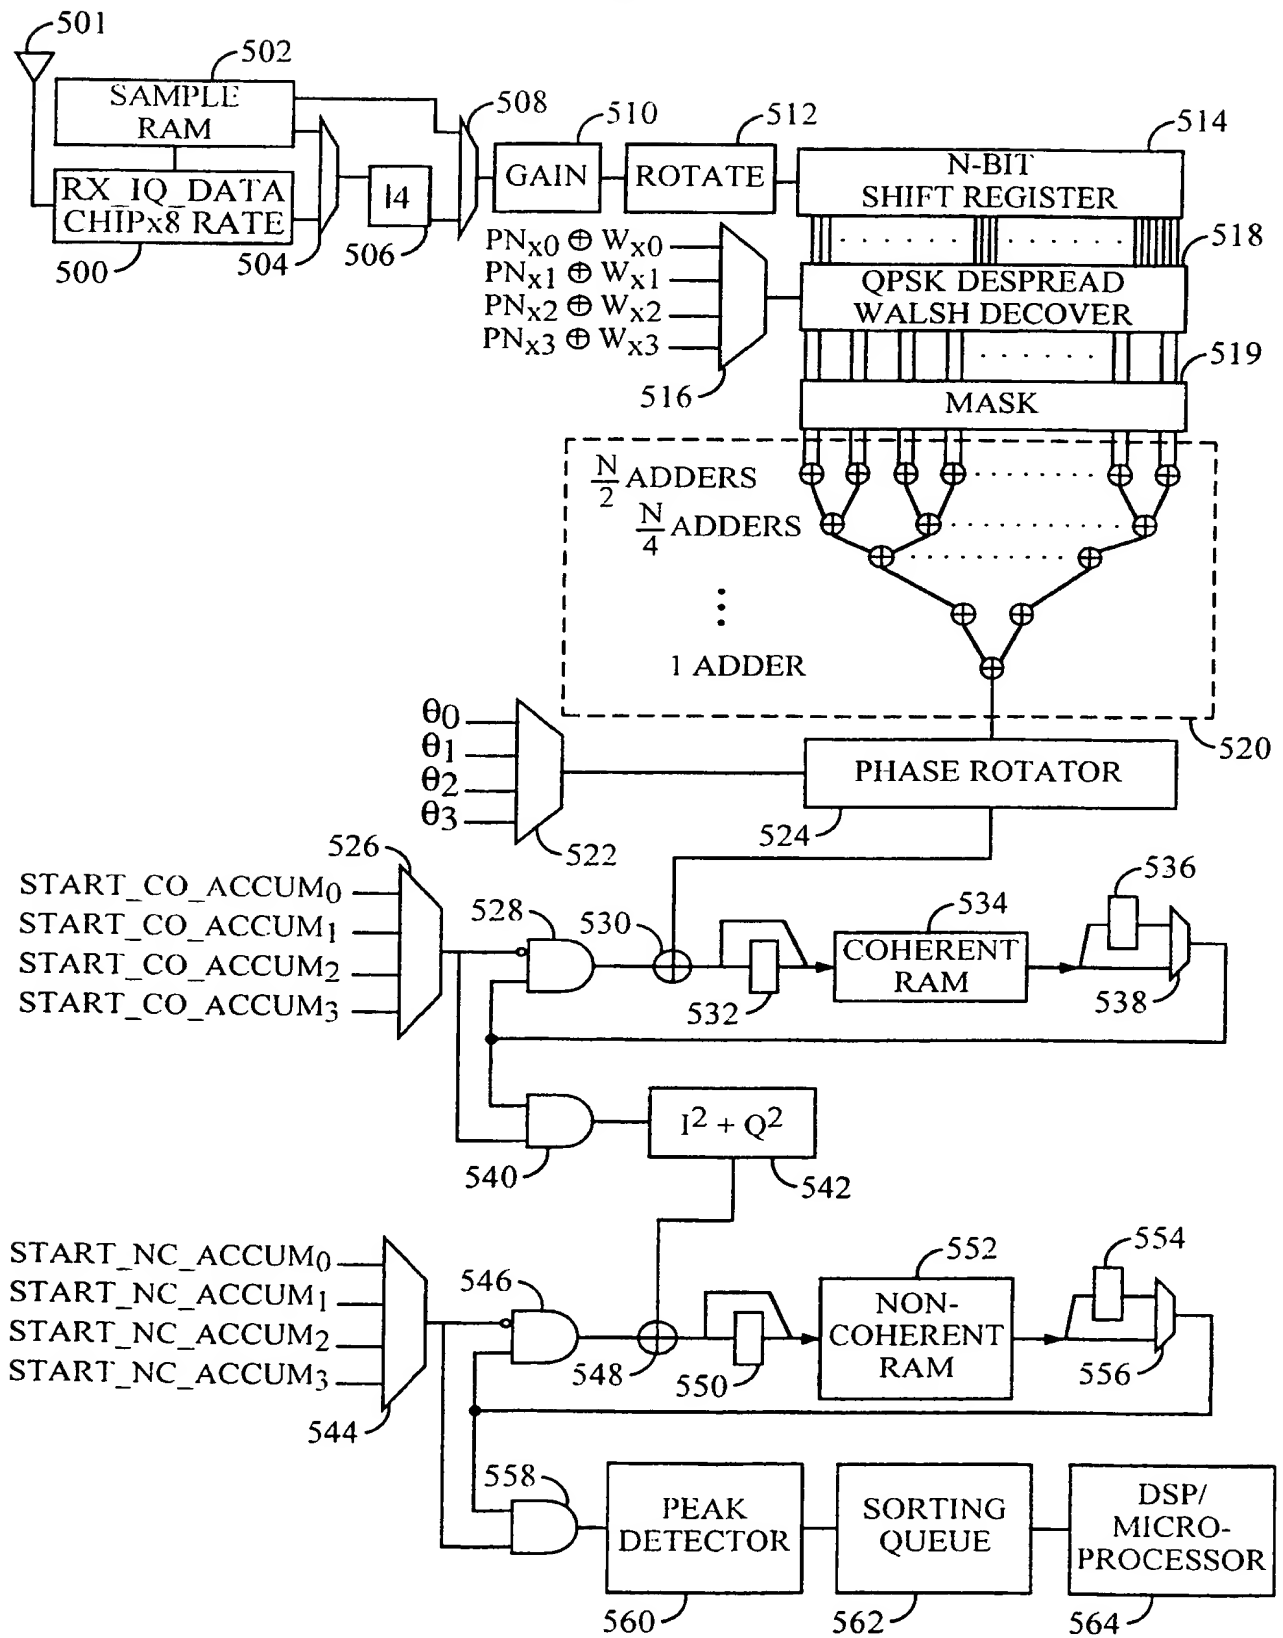 501
502
SAMPLE
RAM
508
510
512
514
RX_IQ_DATA
CHIPx8 RATE
I4
GAIN
ROTATE
N-BIT
SHIFT REGISTER
500
504
506
PNx0 ⊕ Wx0
PNx1 ⊕ Wx1
PNx2 ⊕ Wx2
PNx3 ⊕ Wx3
516
518
QPSK DESPREAD
WALSH DECOVER
519
MASK
N/2 ADDERS
N/4 ADDERS
1 ADDER
520
θ0
θ1
θ2
θ3
522
PHASE ROTATOR
524
526
START_CO_ACCUM0
START_CO_ACCUM1
START_CO_ACCUM2
START_CO_ACCUM3
528
530
532
534
COHERENT
RAM
536
538
540
I² + Q²
542
START_NC_ACCUM0
START_NC_ACCUM1
START_NC_ACCUM2
START_NC_ACCUM3
544
546
548
550
552
NON-
COHERENT
RAM
554
556
558
PEAK
DETECTOR
560
SORTING
QUEUE
562
DSP/
MICRO-
PROCESSOR
564